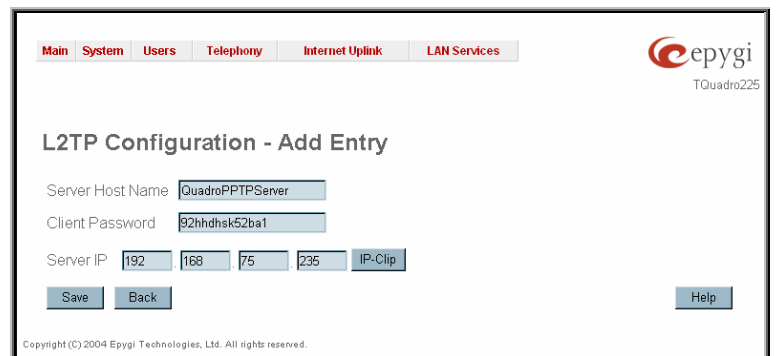 Main System Users Telephony Internet Uplink LAN Services
epygi
TQuadro225
L2TP Configuration - Add Entry
Server Host Name QuadroPPTPServer
Client Password 92hhdhsk52ba1
Server IP 192 . 168 . 75 . 235 IP-Clip
Save Back Help
Copyright (C) 2004 Epygi Technologies, Ltd. All rights reserved.